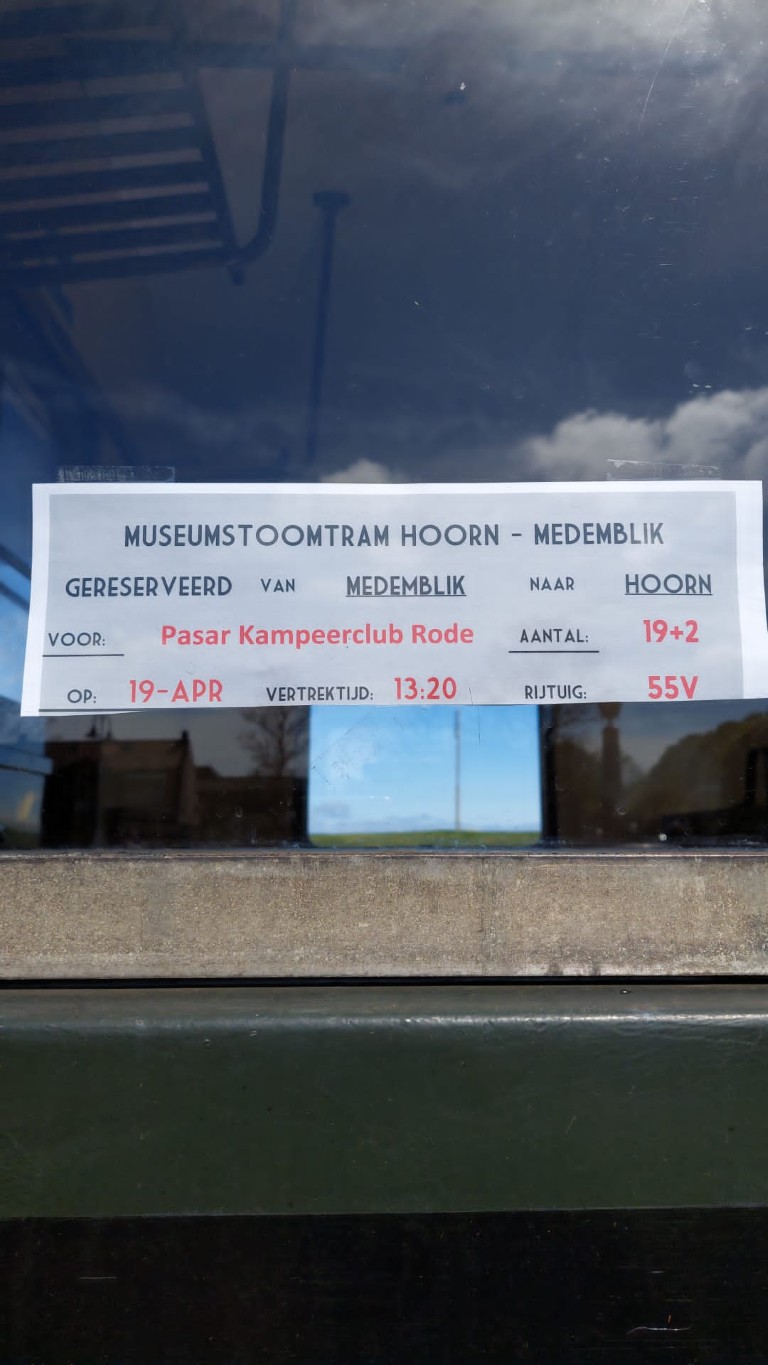 MUSEUMSTOOMTRAM HOORN - MEDEMBLIK
GERESERVEERD VAN MEDEMBLIK NAAR HOORN
VOOR: Pasar Kampeerclub Rode AANTAL: 19+2
OP: 19-APR VERTREKTIJD: 13:20 RIJTUIG: 55V